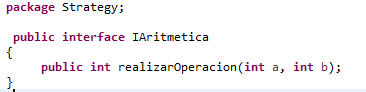 package Strategy;
public interface IAritmetica
{
public int realizarOperacion(int a, int b);
}